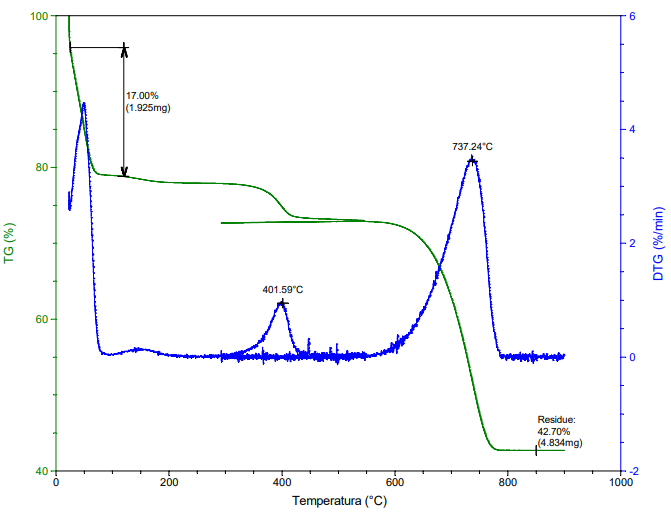 100
80
60
40
TG (%)
17.00%
(1.925mg)
401.59°C
737.24°C
Residue:
42.70%
(4.834mg)
6
4
2
0
-2
DTG (%/min)
0
200
400
600
800
1000
Temperatura (°C)